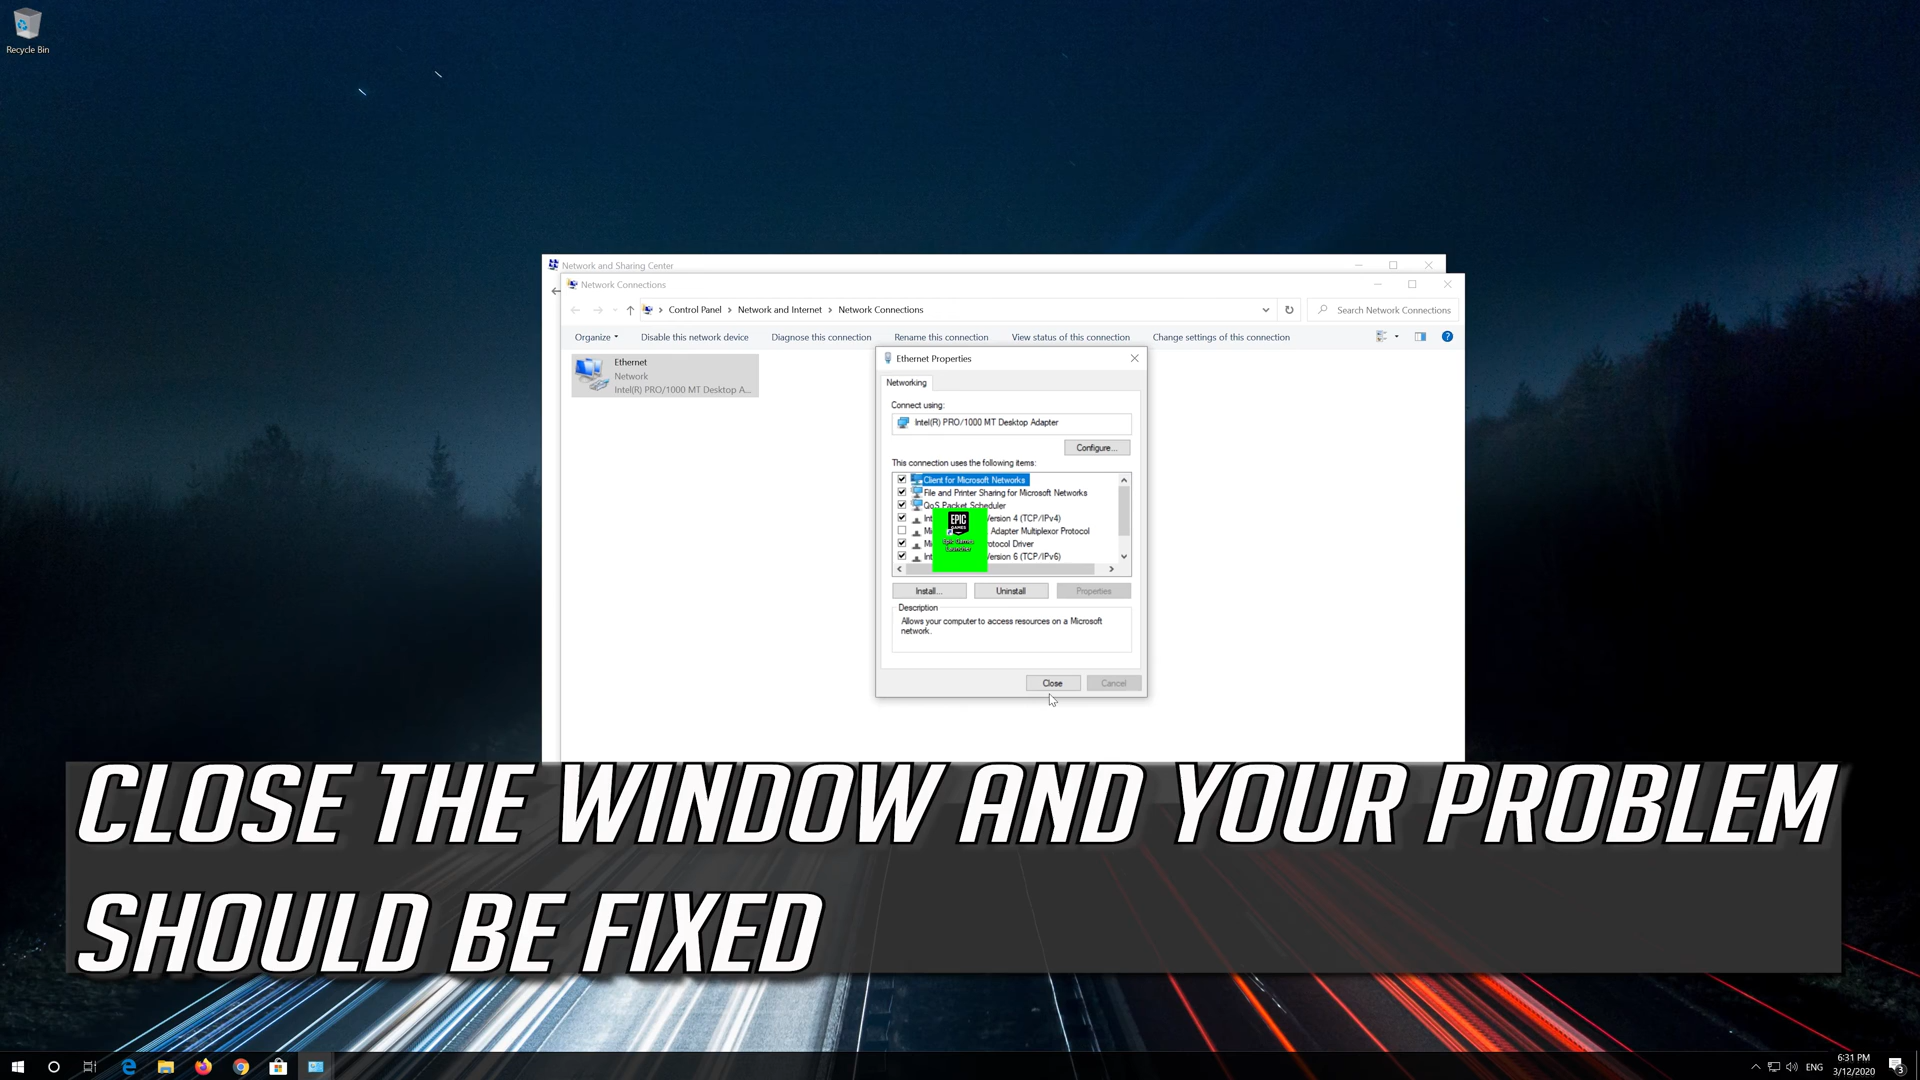 Recycle Bin
Network and Sharing Center
Network Connections
Control Panel > Network and Internet > Network Connections
Search Network Connections
Organize
Disable this network device
Diagnose this connection
Rename this connection
View status of this connection
Change settings of this connection
Ethernet
Network
Intel(R) PRO/1000 MT Desktop A...
Ethernet Properties
Networking
Connect using:
Intel(R) PRO/1000 MT Desktop Adapter
Configure...
This connection uses the following items:
Client for Microsoft Networks
File and Printer Sharing for Microsoft Networks
QoS Packet Scheduler
4 (TCP/IPv4)
Adapter Multiplexor Protocol
Driver
6 (TCP/IPv6)
EPIC
GAMES
Epic Games
Launcher
Install...
Uninstall
Properties
Description
Allows your computer to access resources on a Microsoft
network.
Close
Cancel
CLOSE THE WINDOW AND YOUR PROBLEM
SHOULD BE FIXED
ENG
6:31 PM
3/12/2020
3